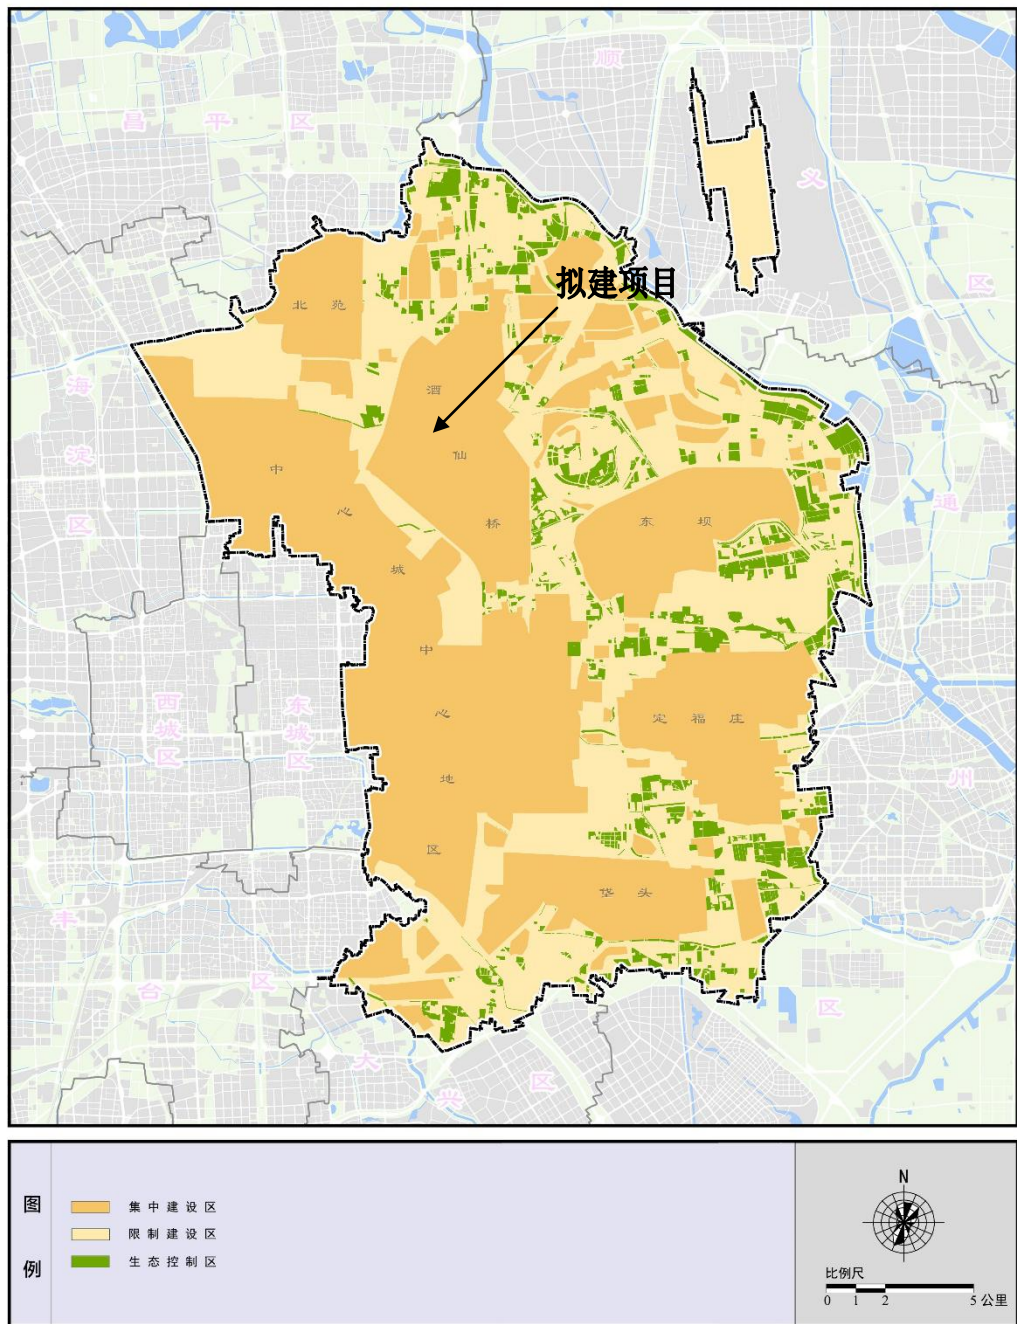 昌平区
顺
义
区
拟建项目
北苑
酒
仙
桥
海
淀
区
中
心
城
东坝
通
中
心
地
区
西城区
东城区
定福庄
州
垡头
丰
台
区
大
兴
区
区
图
例
集中建设区
限制建设区
生态控制区
N
比例尺
0 1 2 5 公里